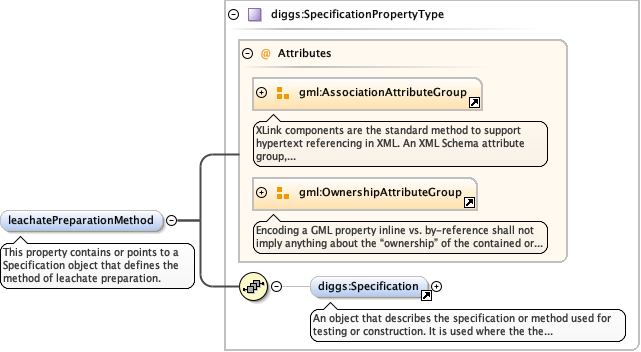 diggs:SpecificationPropertyType
@ Attributes
gml:AssociationAttributeGroup
XLink components are the standard method to support
hypertext referencing in XML. An XML Schema attribute
group,...
gml:OwnershipAttributeGroup
Encoding a GML property inline vs. by-reference shall not
imply anything about the “ownership” of the contained or...
leachatePreparationMethod
This property contains or points to a
Specification object that defines the
method of leachate preparation.
diggs:Specification
An object that describes the specification or method used for
testing or construction. It is used where the the...